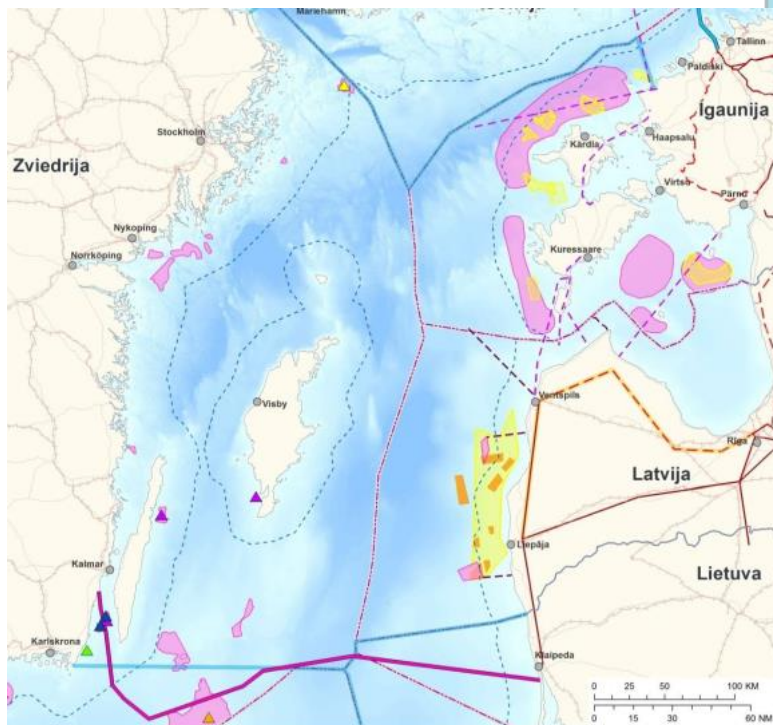 Mariehamn
Tallinn
Paldiski
Igaunija
Stockholm
Kärdla
Haapsalu
Zviedrija
Virtsu
Pärnu
Nykoping
Norrköping
Kuressaare
Visby
Ventspils
Rīga
Latvija
Liepāja
Kalmar
Lietuva
Karlskrona
Klaipeda
0 25 50 100 KM
0 15 30 60 NM